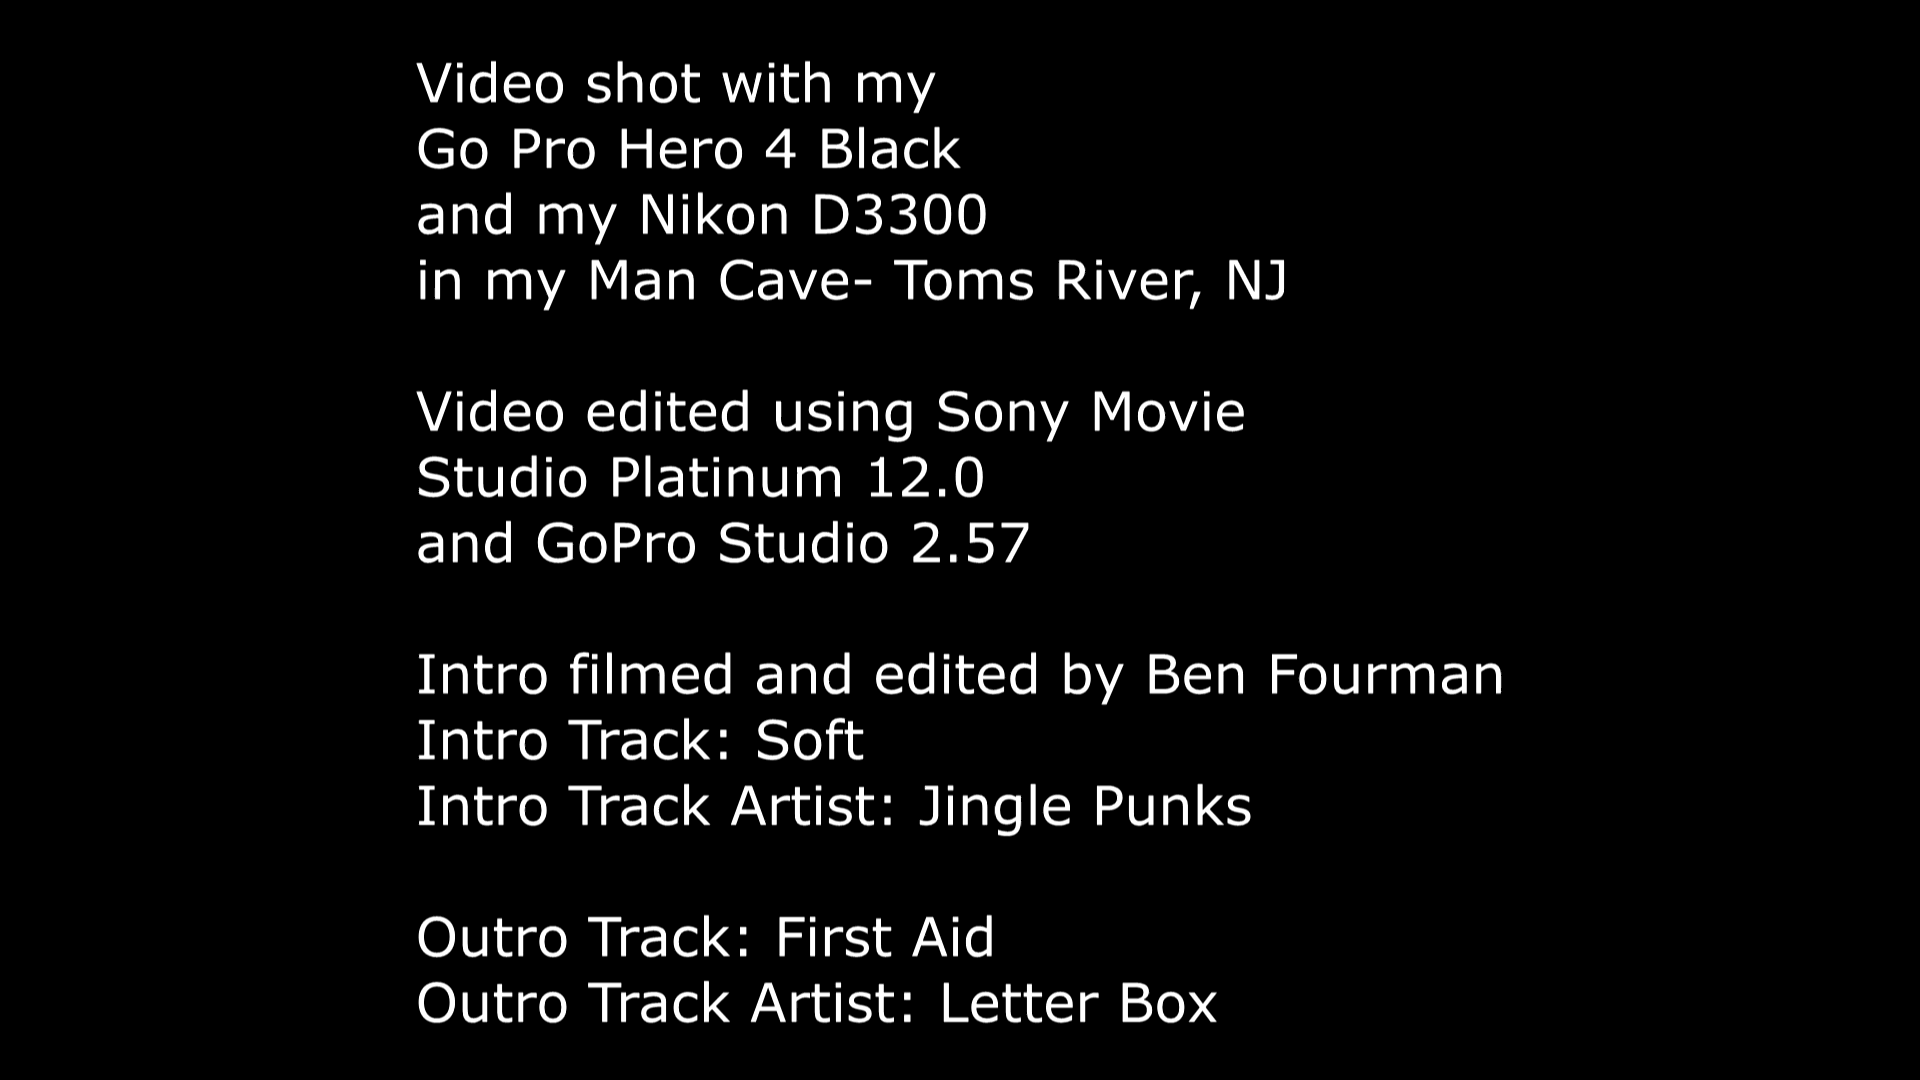 Video shot with my
Go Pro Hero 4 Black
and my Nikon D3300
in my Man Cave- Toms River, NJ
Video edited using Sony Movie
Studio Platinum 12.0
and GoPro Studio 2.57
Intro filmed and edited by Ben Fourman
Intro Track: Soft
Intro Track Artist: Jingle Punks
Outro Track: First Aid
Outro Track Artist: Letter Box